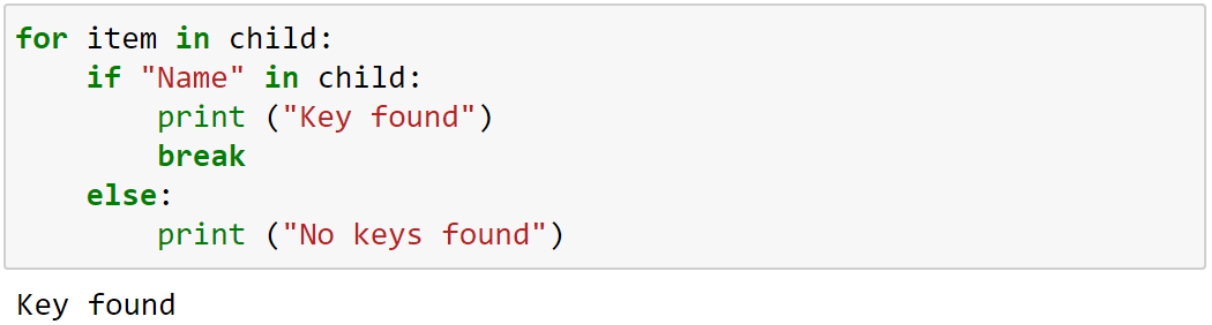 for item in child:
    if "Name" in child:
        print ("Key found")
        break
    else:
        print ("No keys found")
Key found